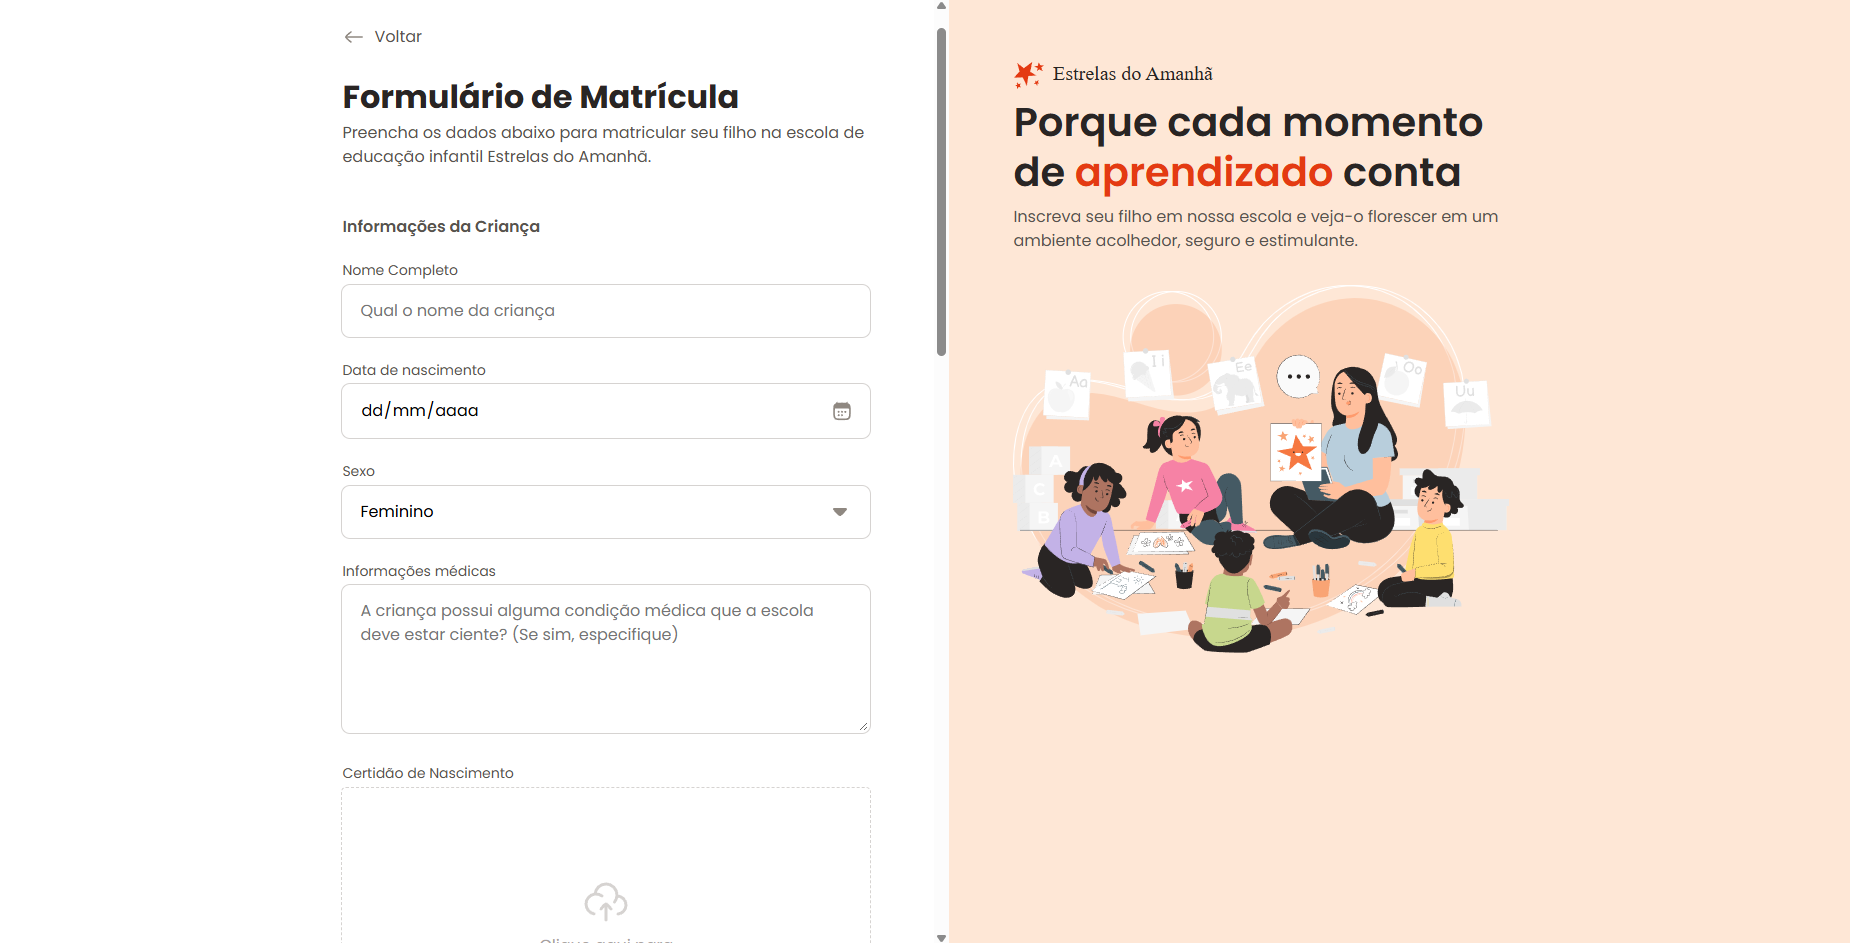 Voltar
Formulário de Matrícula
Preencha os dados abaixo para matricular seu filho na escola de
educação infantil Estrelas do Amanhã.
Informações da Criança
Nome Completo
Qual o nome da criança
Data de nascimento
dd/mm/aaaa
Sexo
Feminino
Informações médicas
A criança possui alguma condição médica que a escola
deve estar ciente? (Se sim, especifique)
Certidão de Nascimento
Clique aqui para
Estrelas do Amanhã
Porque cada momento
de aprendizado conta
Inscreva seu filho em nossa escola e veja-o florescer em um
ambiente acolhedor, seguro e estimulante.
Aa
Ii
Ee
Oo
Uu
A
C
B